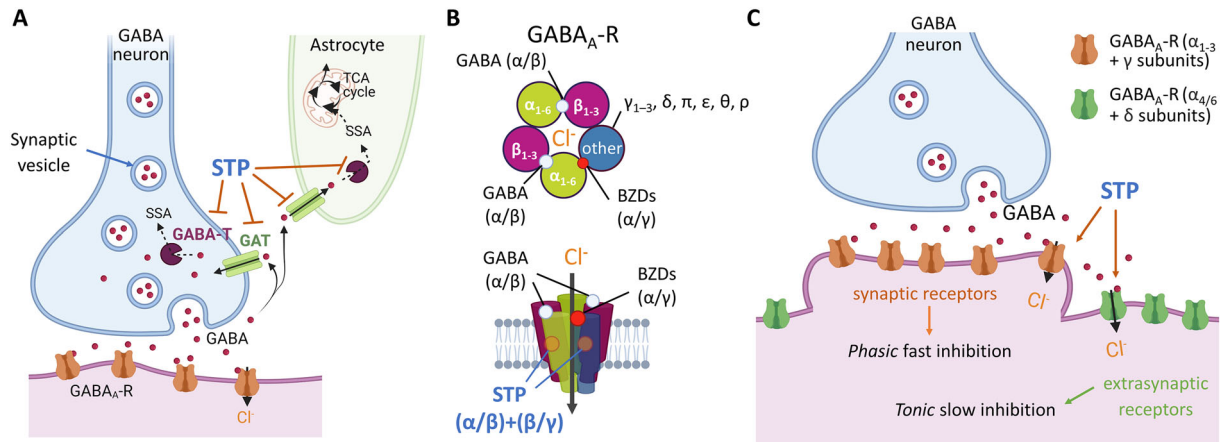 A
GABA
neuron
Astrocyte
TCA
cycle
SSA
Synaptic
vesicle
STP
SSA
GABA-T
GAT
GABA
GABAA-R
Cl-
B
GABAA-R
GABA (α/β)
α1-6
β1-3
γ1–3, δ, π, ε, θ, ρ
Cl-
β1-3
other
α1-6
GABA
(α/β)
BZDs
(α/γ)
Cl-
GABA
(α/β)
BZDs
(α/γ)
STP
(α/β)+(β/γ)
C
GABA
neuron
GABAA-R (α1-3
+ γ subunits)
GABAA-R (α4/6
+ δ subunits)
STP
GABA
synaptic receptors
Cl-
Cl-
Phasic fast inhibition
extrasynaptic
receptors
Tonic slow inhibition